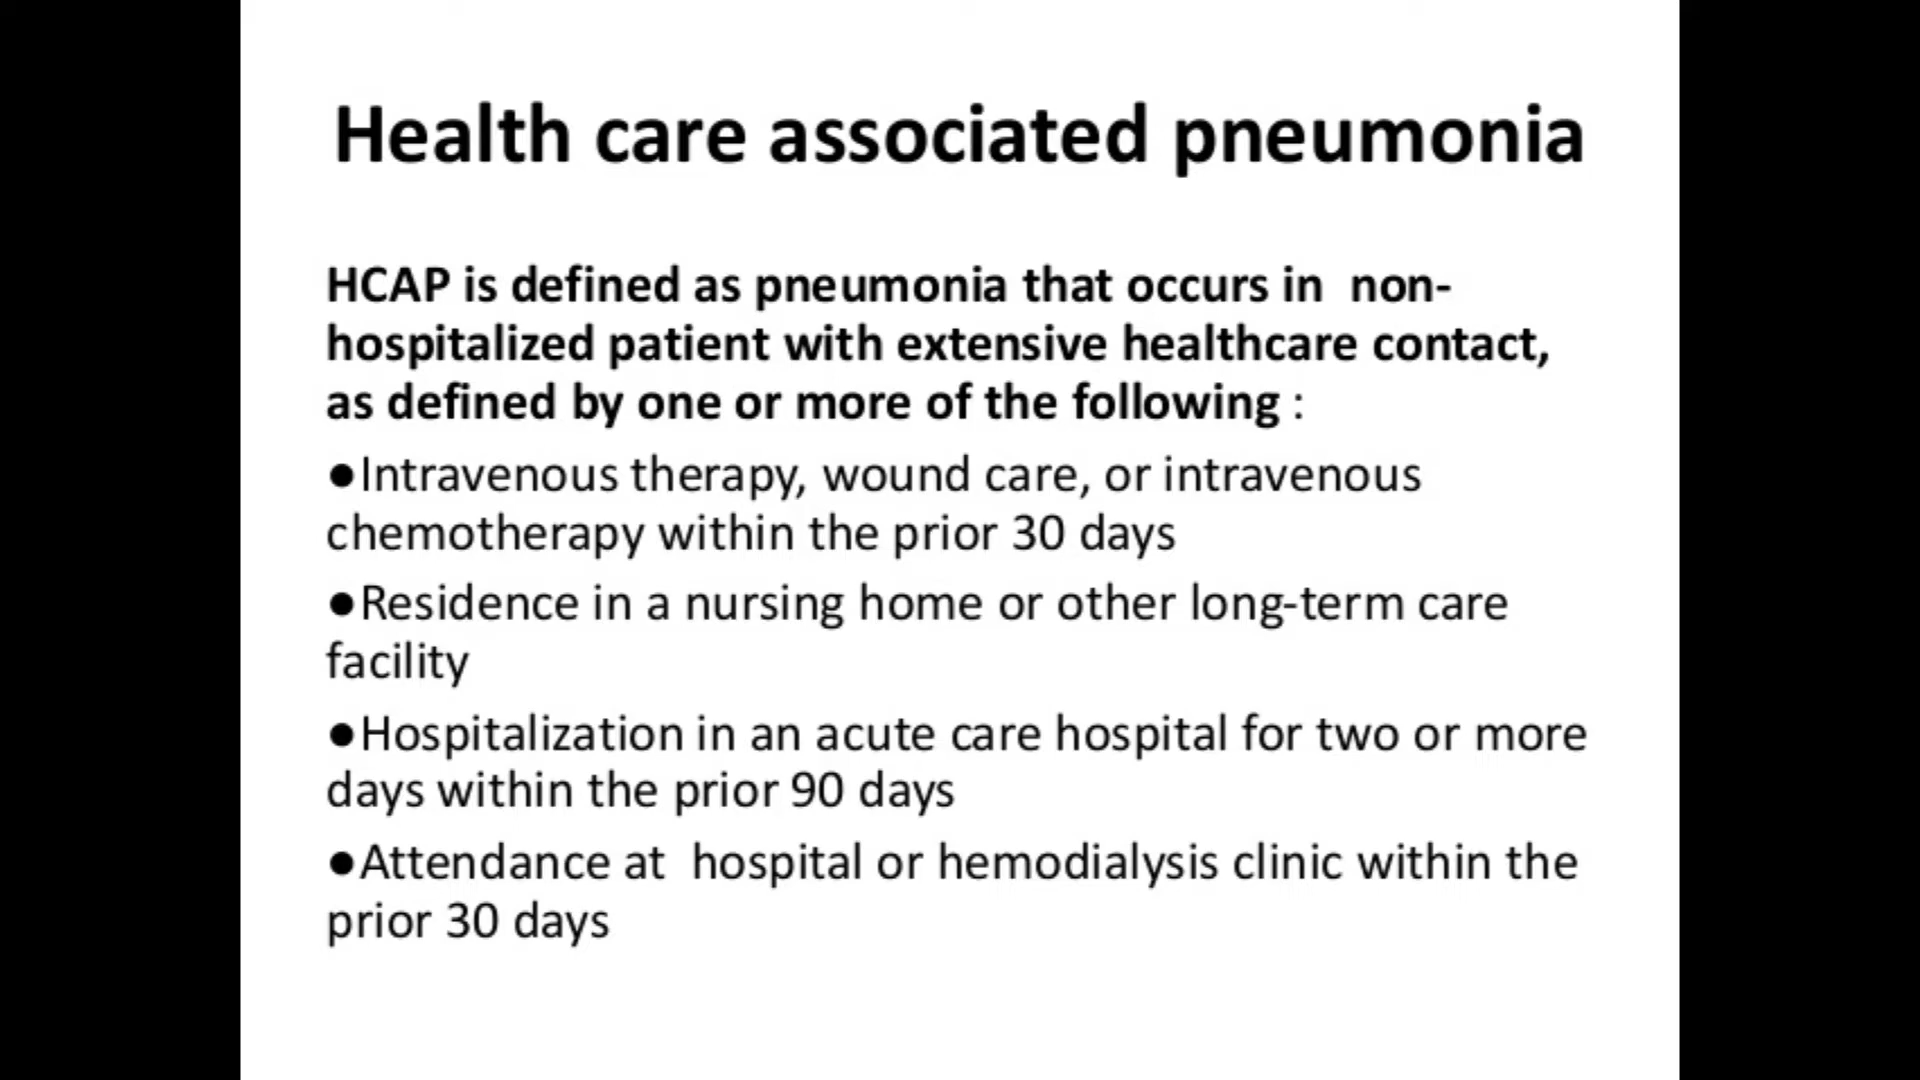 Health care associated pneumonia
HCAP is defined as pneumonia that occurs in  non-
hospitalized patient with extensive healthcare contact,
as defined by one or more of the following :
●Intravenous therapy, wound care, or intravenous
chemotherapy within the prior 30 days
●Residence in a nursing home or other long-term care
facility
●Hospitalization in an acute care hospital for two or more
days within the prior 90 days
●Attendance at  hospital or hemodialysis clinic within the
prior 30 days